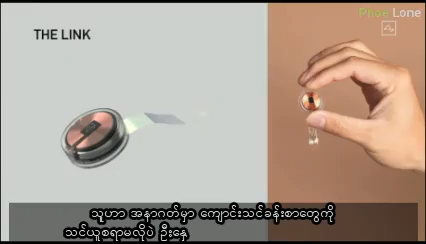 Phoe Lone
THE LINK
သူဟာ အနာဂတ်မှာ ကျောင်းသင်ခန်းစာတွေကို
သင်ယူစရာမလိုပဲ ဦးနှေ